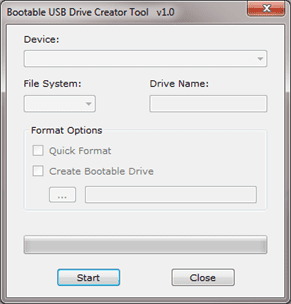 Bootable USB Drive Creator Tool v1.0
Device:
File System: Drive Name:
Format Options
Quick Format
Create Bootable Drive
...
Start Close